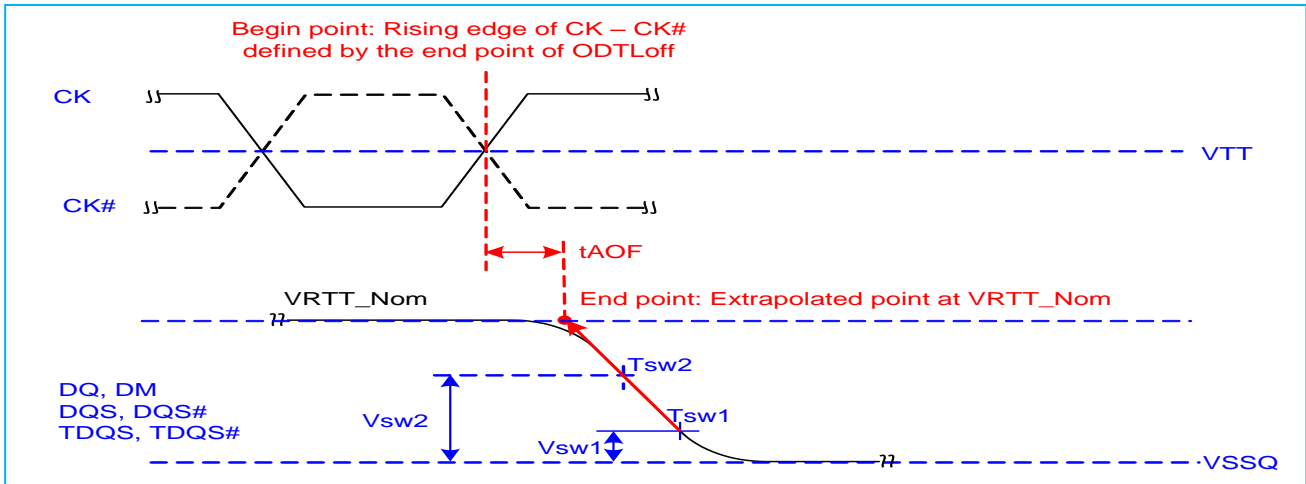 Begin point: Rising edge of CK – CK#
defined by the end point of ODTLoff
CK
VTT
CK#
tAOF
VRTT_Nom
End point: Extrapolated point at VRTT_Nom
Tsw2
DQ, DM
DQS, DQS#
TDQS, TDQS#
Vsw2
Tsw1
Vsw1
VSSQ